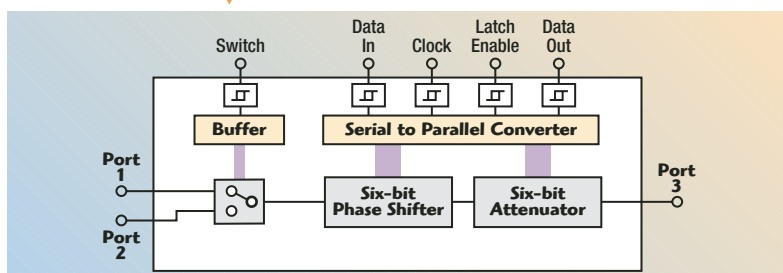 Switch
Data
In
Clock
Latch
Enable
Data
Out
Buffer
Serial to Parallel Converter
Port
1
Port
2
Six-bit
Phase Shifter
Six-bit
Attenuator
Port
3